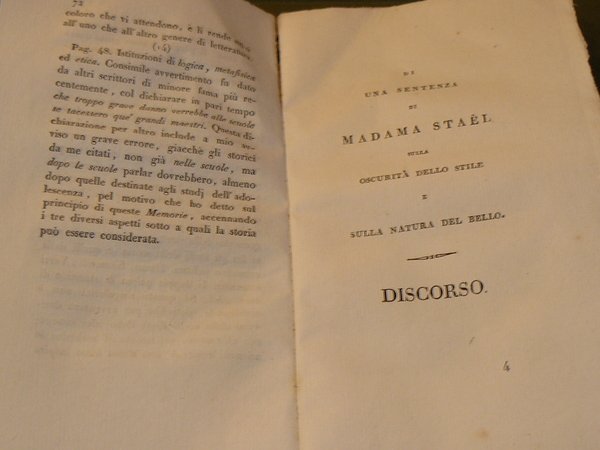 72
coloro che vi attendono, e li rende
all'uno che all'altro genere di letteratura.
(14)
Pag. 48. Istituzioni di logica, metafisica
ed etica. Consimile avvertimento fu dato
da altri scrittori di minore fama più re-
centemente, col dichiarare in pari tempo
che troppo grave danno verrebbe alle scuole
se tacessero que' grandi maestri. Questa di-
chiarazione per altro include a mio av-
viso un grave errore, giacchè gli storici
da me citati, non già nelle scuole, ma
dopo le scuole parlar dovrebbero, almeno
dopo quelle destinate agli studj dell'ado-
lescenza, pel motivo che ho detto sul
principio di queste Memorie, accennando
i tre diversi aspetti sotto a quali la storia
può essere considerata.
DI
UNA SENTENZA
DI
MADAMA STAËL
SULLA
OSCURITÀ DELLO STILE
E
SULLA NATURA DEL BELLO.
DISCORSO.
4